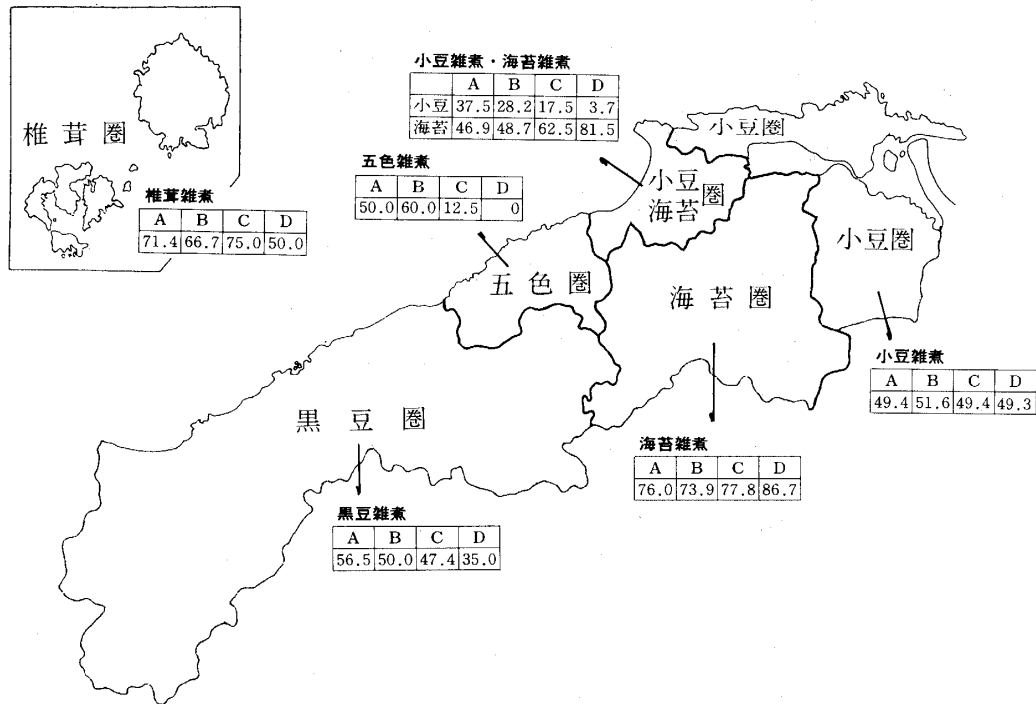 小豆雑煮・海苔雑煮
A B C D
小豆 37.5 28.2 17.5 3.7
海苔 46.9 48.7 62.5 81.5
椎茸圏
椎茸雑煮
A B C D
71.4 66.7 75.0 50.0
五色雑煮
A B C D
50.0 60.0 12.5 0
小豆圏
小豆
海苔
圏
小豆圏
五色圏
海苔圏
小豆雑煮
A B C D
49.4 51.6 49.4 49.3
黒豆圏
海苔雑煮
A B C D
76.0 73.9 77.8 86.7
黒豆雑煮
A B C D
56.5 50.0 47.4 35.0